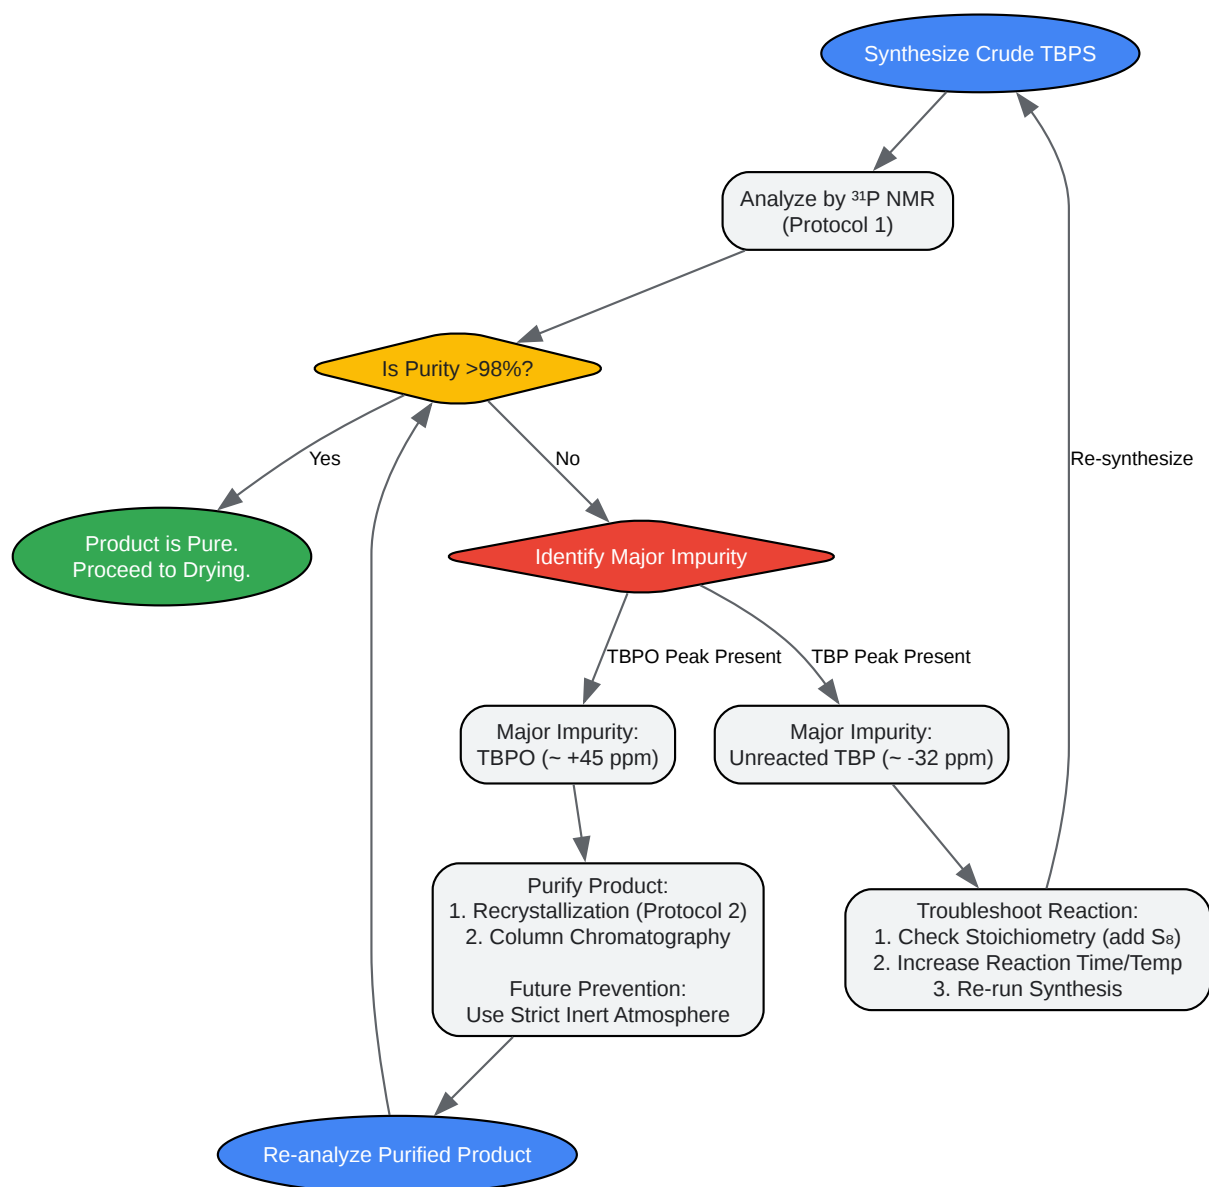 Synthesize Crude TBPS
Analyze by ³¹P NMR
(Protocol 1)
Is Purity >98%?
Yes
No
Re-synthesize
Product is Pure.
Proceed to Drying.
Identify Major Impurity
TBPO Peak Present
TBP Peak Present
Major Impurity:
TBPO (~ +45 ppm)
Major Impurity:
Unreacted TBP (~ -32 ppm)
Purify Product:
1. Recrystallization (Protocol 2)
2. Column Chromatography
Future Prevention:
Use Strict Inert Atmosphere
Troubleshoot Reaction:
1. Check Stoichiometry (add S₈)
2. Increase Reaction Time/Temp
3. Re-run Synthesis
Re-analyze Purified Product